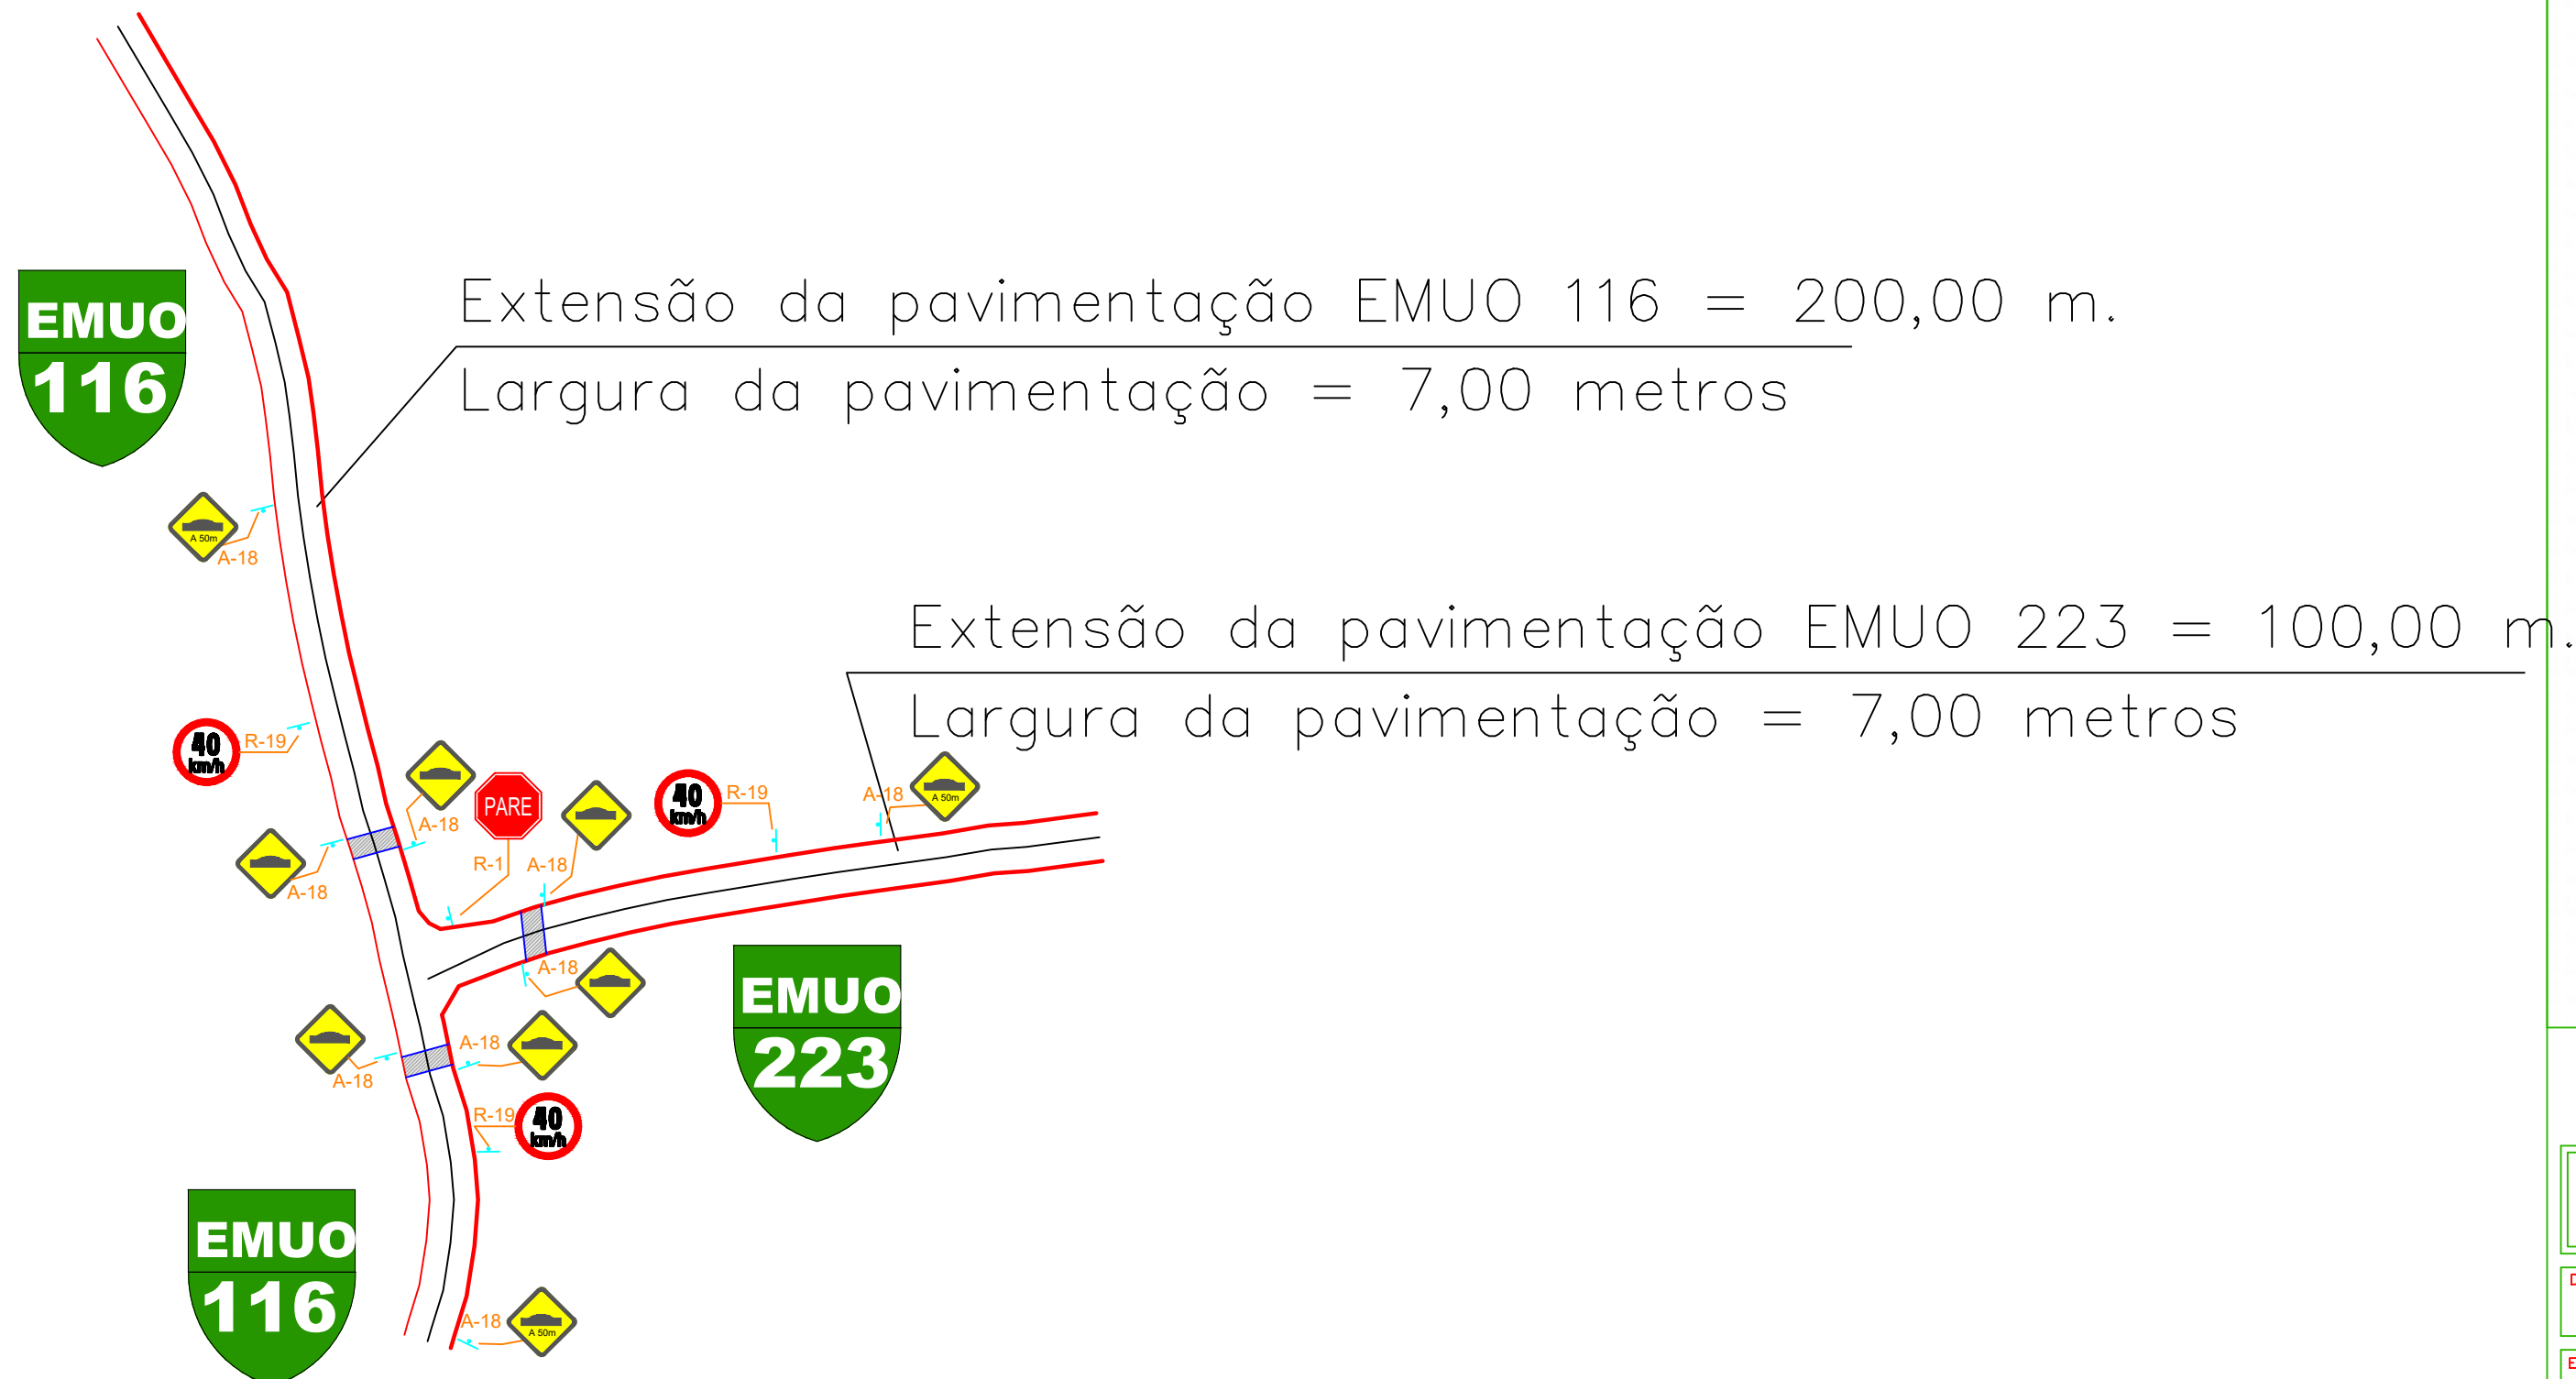 Extensão da pavimentação EMUO 116 = 200,00 m.
Largura da pavimentação = 7,00 metros
EMUO
116
A 50m
A-18
Extensão da pavimentação EMUO 223 = 100,00 m.
Largura da pavimentação = 7,00 metros
40
km/h
R-19
A-18
PARE
R-1
A-18
40
km/h
R-19
A-18
A 50m
A-18
A-18
EMUO
223
A-18
A-18
R-19
40
km/h
EMUO
116
A-18
A 50m